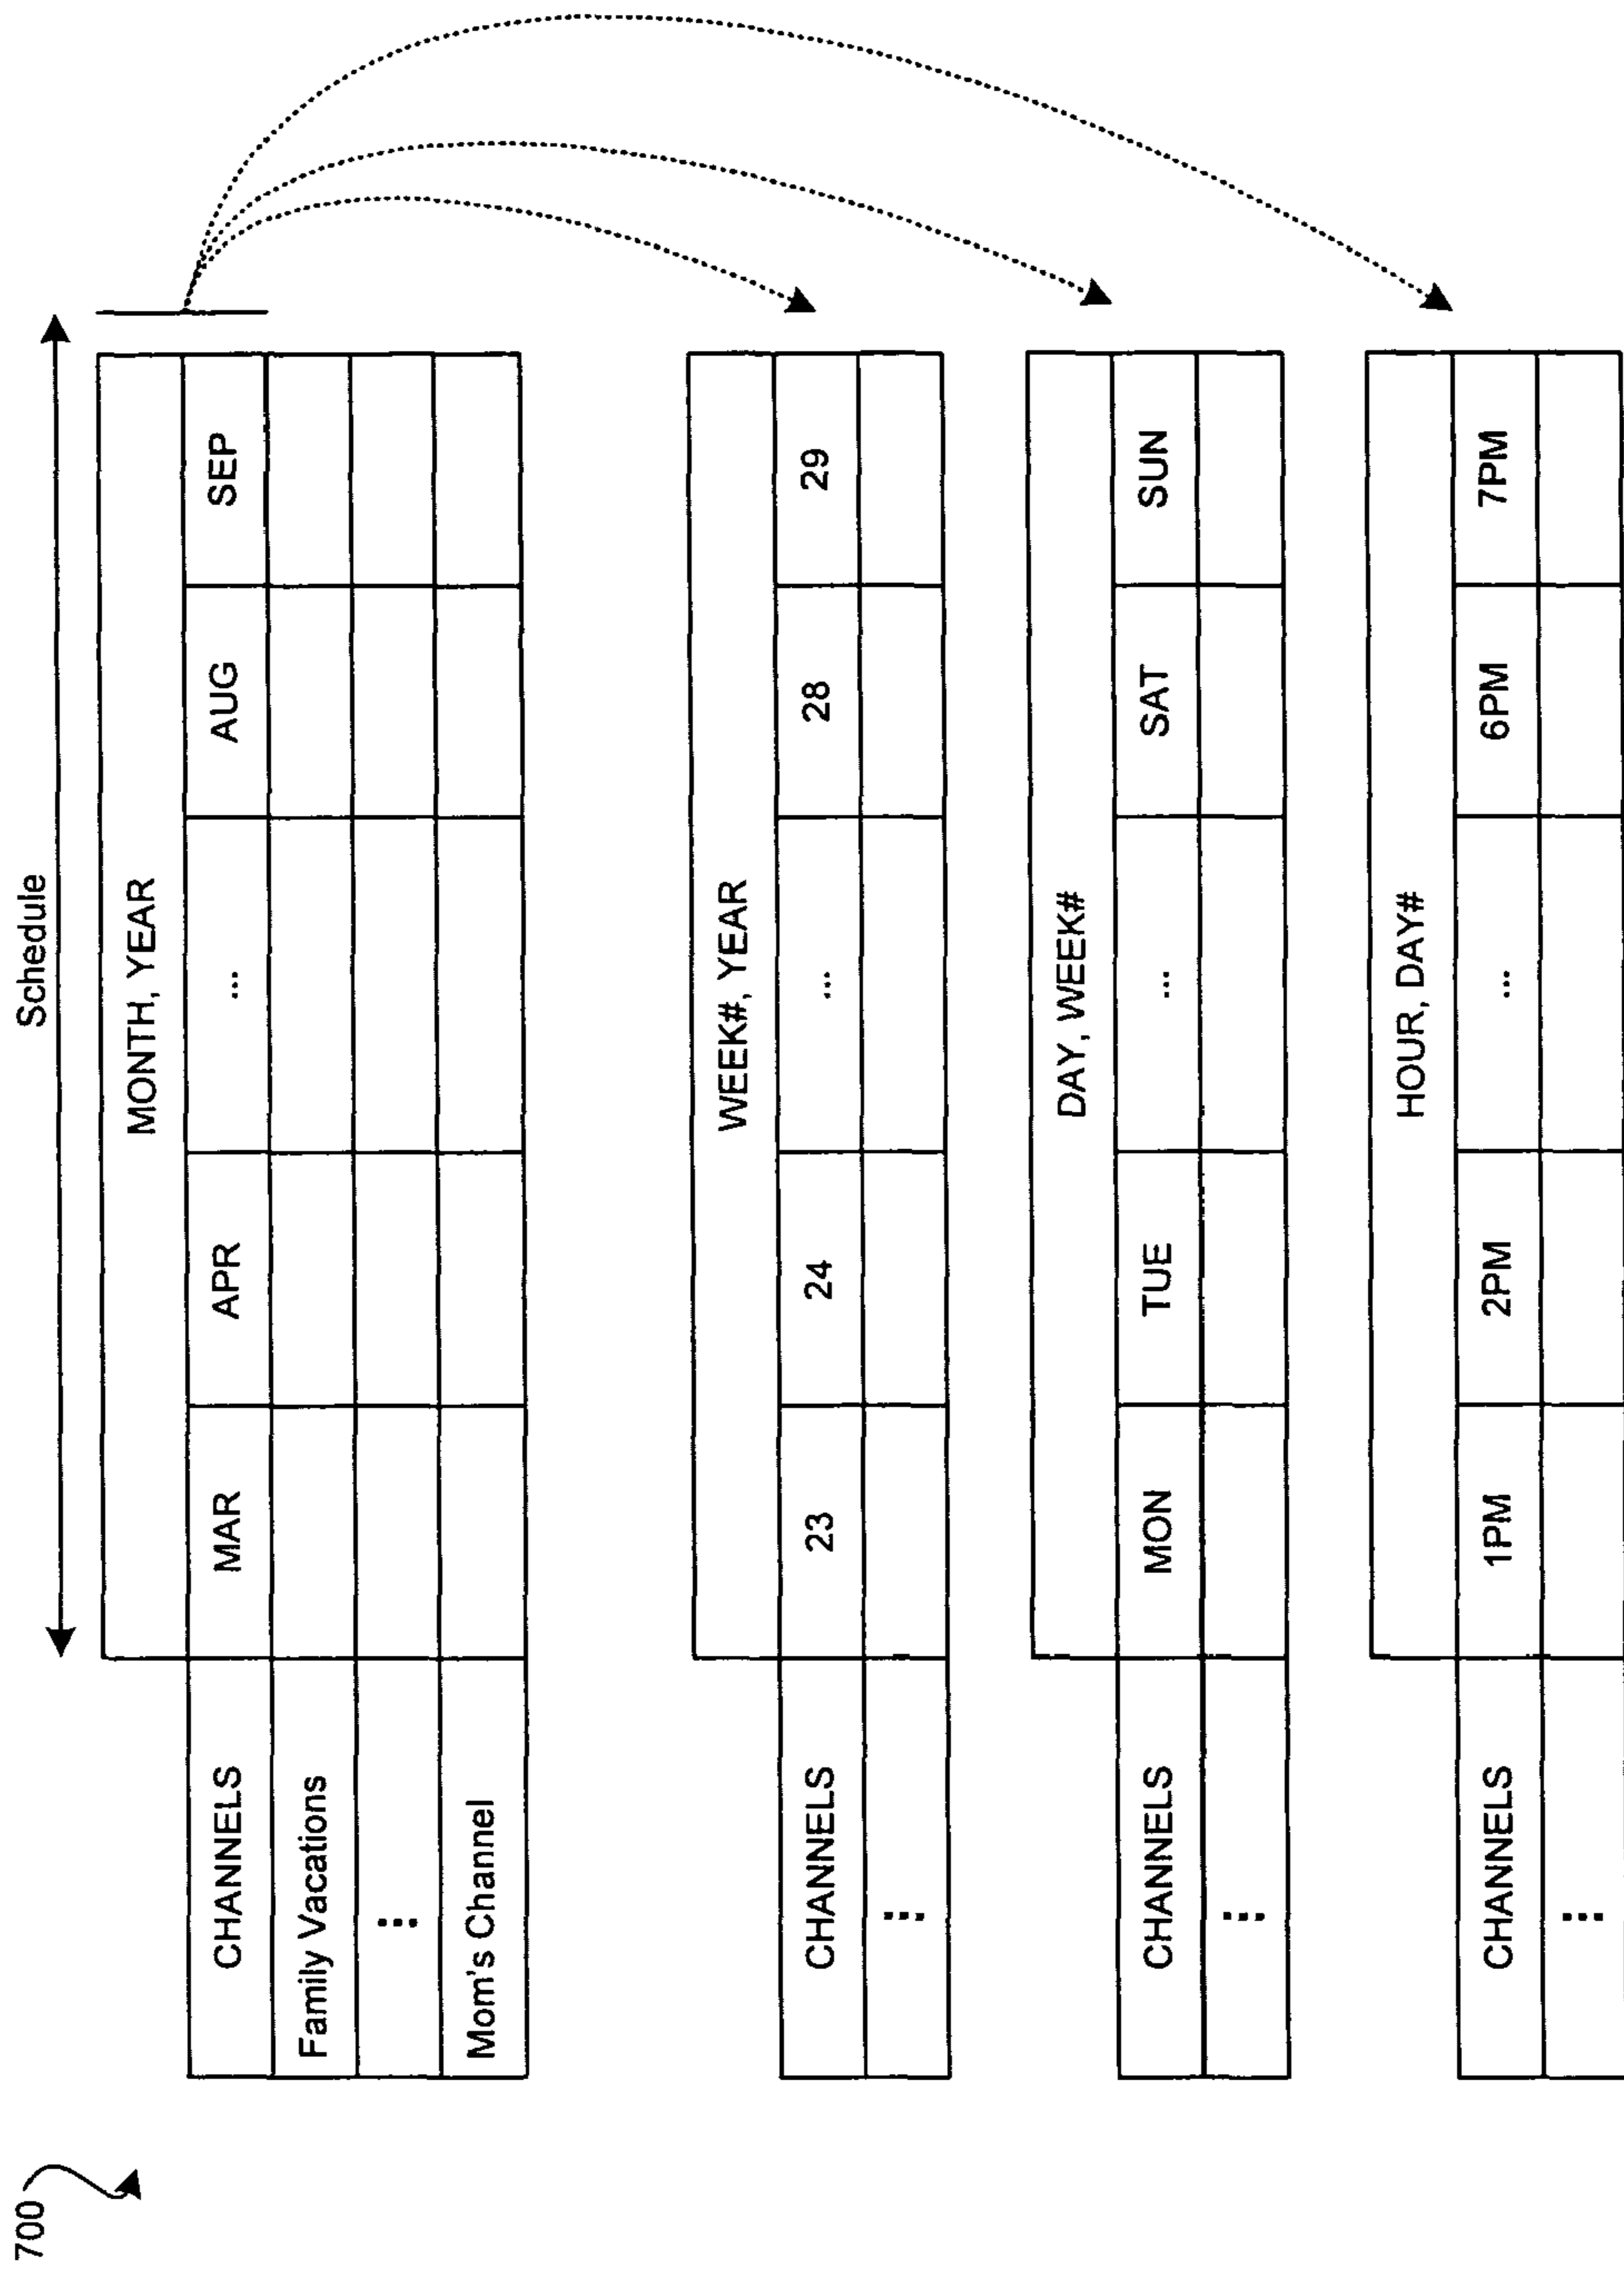 700
Schedule
MONTH, YEAR
CHANNELS MAR APR ... AUG SEP
Family Vacations
...
Mom's Channel
WEEK#, YEAR
CHANNELS 23 24 ... 28 29
...
DAY, WEEK#
CHANNELS MON TUE ... SAT SUN
...
HOUR, DAY#
CHANNELS 1PM 2PM ... 6PM 7PM
...